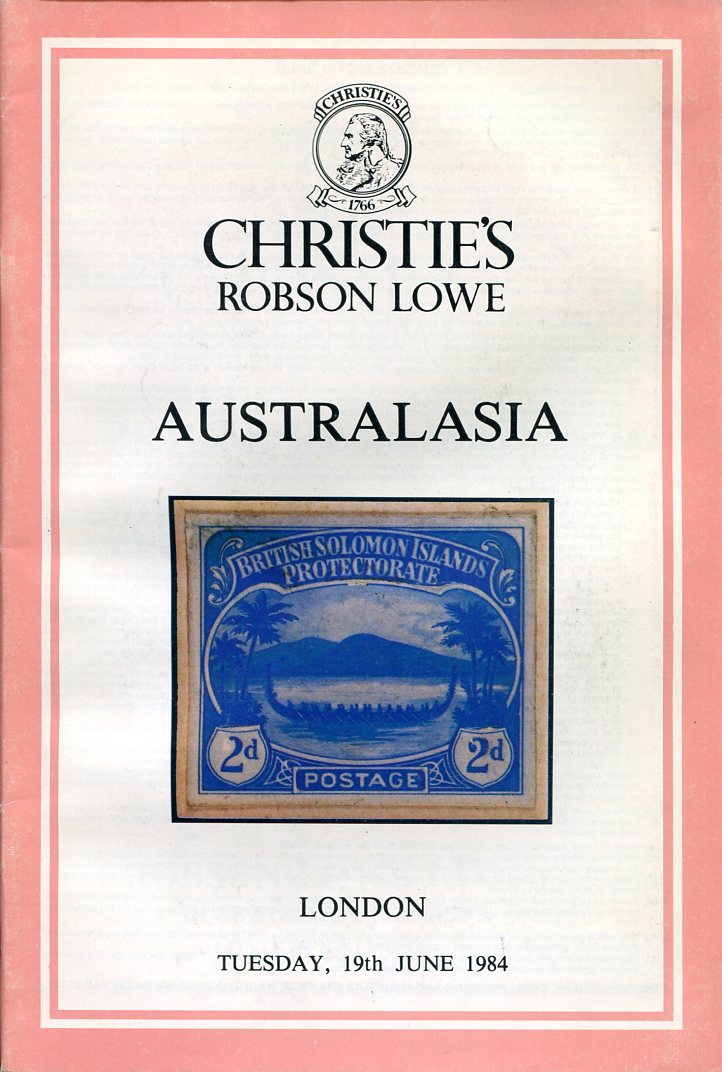 CHRISTIE'S
1766
CHRISTIE'S
ROBSON LOWE
AUSTRALASIA
BRITISH SOLOMON ISLANDS
PROTECTORATE
2d 2d
POSTAGE
LONDON
TUESDAY, 19th JUNE 1984